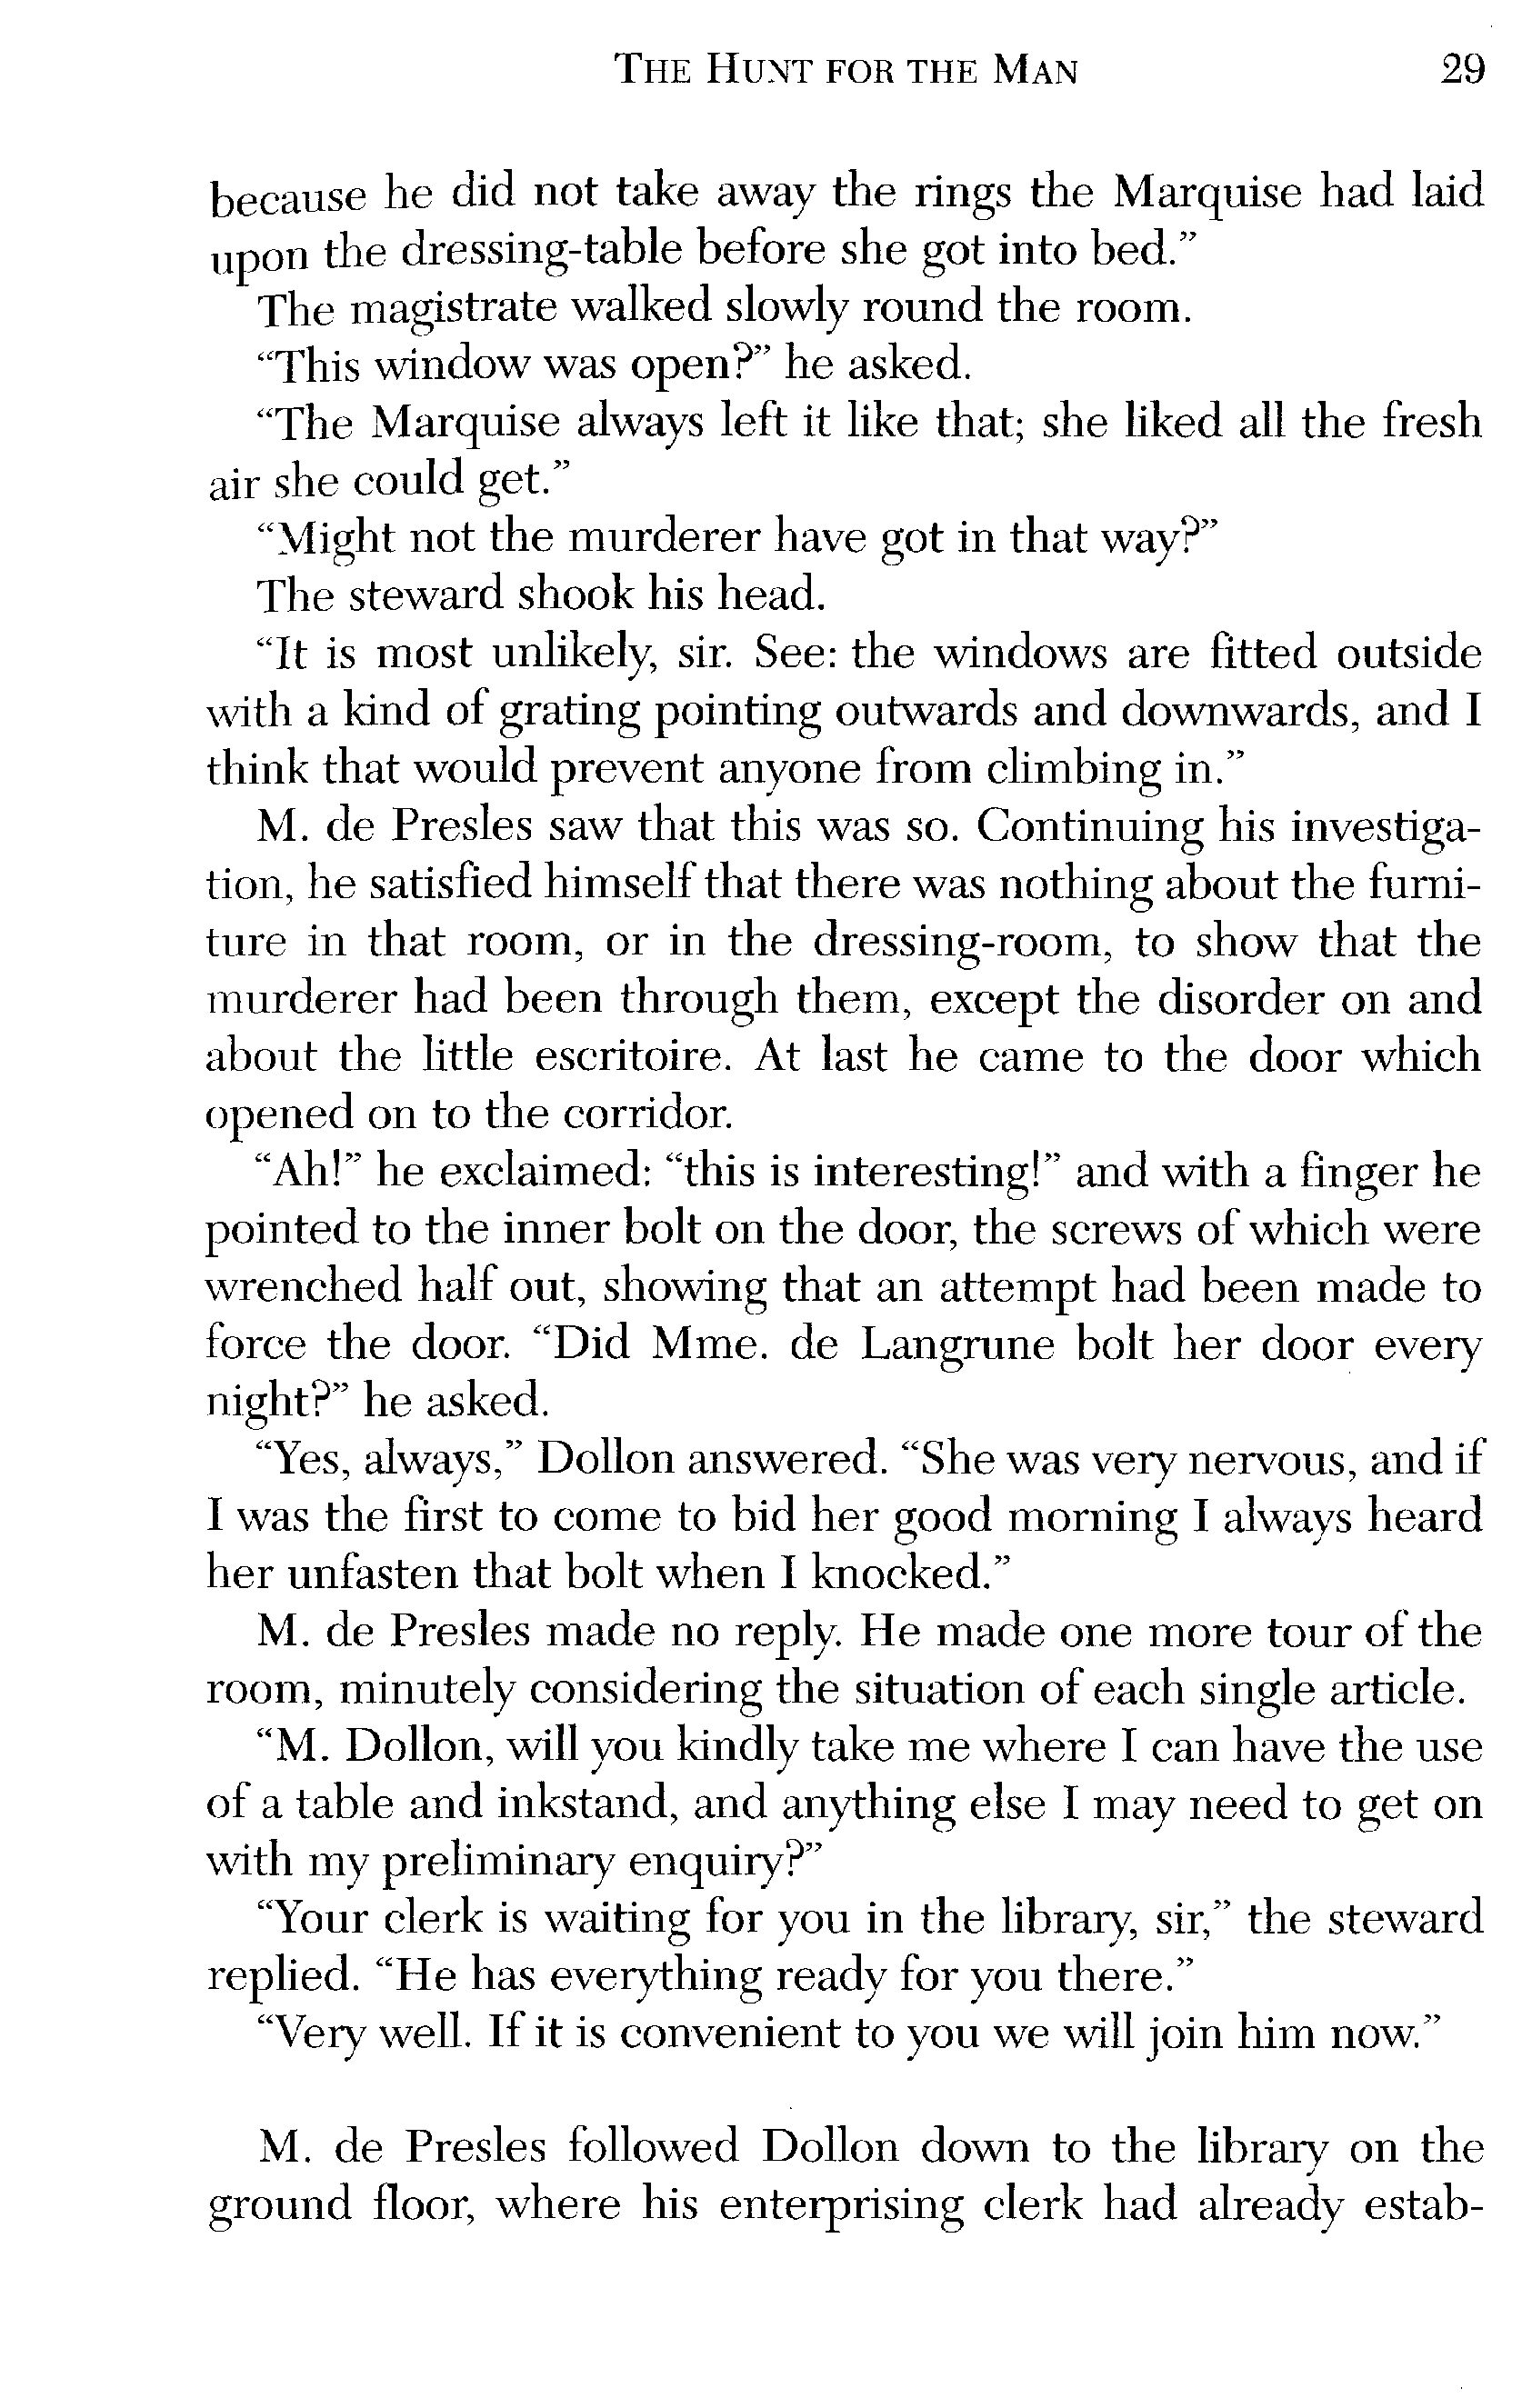 THE HUNT FOR THE MAN 29
because he did not take away the rings the Marquise had laid
upon the dressing-table before she got into bed.”
The magistrate walked slowly round the room.
“This window was open?” he asked.
“The Marquise always left it like that; she liked all the fresh
air she could get.”
“Might not the murderer have got in that way?”
The steward shook his head.
“It is most unlikely, sir. See: the windows are fitted outside
with a kind of grating pointing outwards and downwards, and I
think that would prevent anyone from climbing in.”
M. de Presles saw that this was so. Continuing his investiga-
tion, he satisfied himself that there was nothing about the furni-
ture in that room, or in the dressing-room, to show that the
murderer had been through them, except the disorder on and
about the little escritoire. At last he came to the door which
opened on to the corridor.
“Ah!” he exclaimed: “this is interesting!” and with a finger he
pointed to the inner bolt on the door, the screws of which were
wrenched half out, showing that an attempt had been made to
force the door. “Did Mme. de Langrune bolt her door every
night?” he asked.
“Yes, always,” Dollon answered. “She was very nervous, and if
I was the first to come to bid her good morning I always heard
her unfasten that bolt when I knocked.”
M. de Presles made no reply. He made one more tour of the
room, minutely considering the situation of each single article.
“M. Dollon, will you kindly take me where I can have the use
of a table and inkstand, and anything else I may need to get on
with my preliminary enquiry?”
“Your clerk is waiting for you in the library, sir,” the steward
replied. “He has everything ready for you there.”
“Very well. If it is convenient to you we will join him now.”
M. de Presles followed Dollon down to the library on the
ground floor, where his enterprising clerk had already estab-